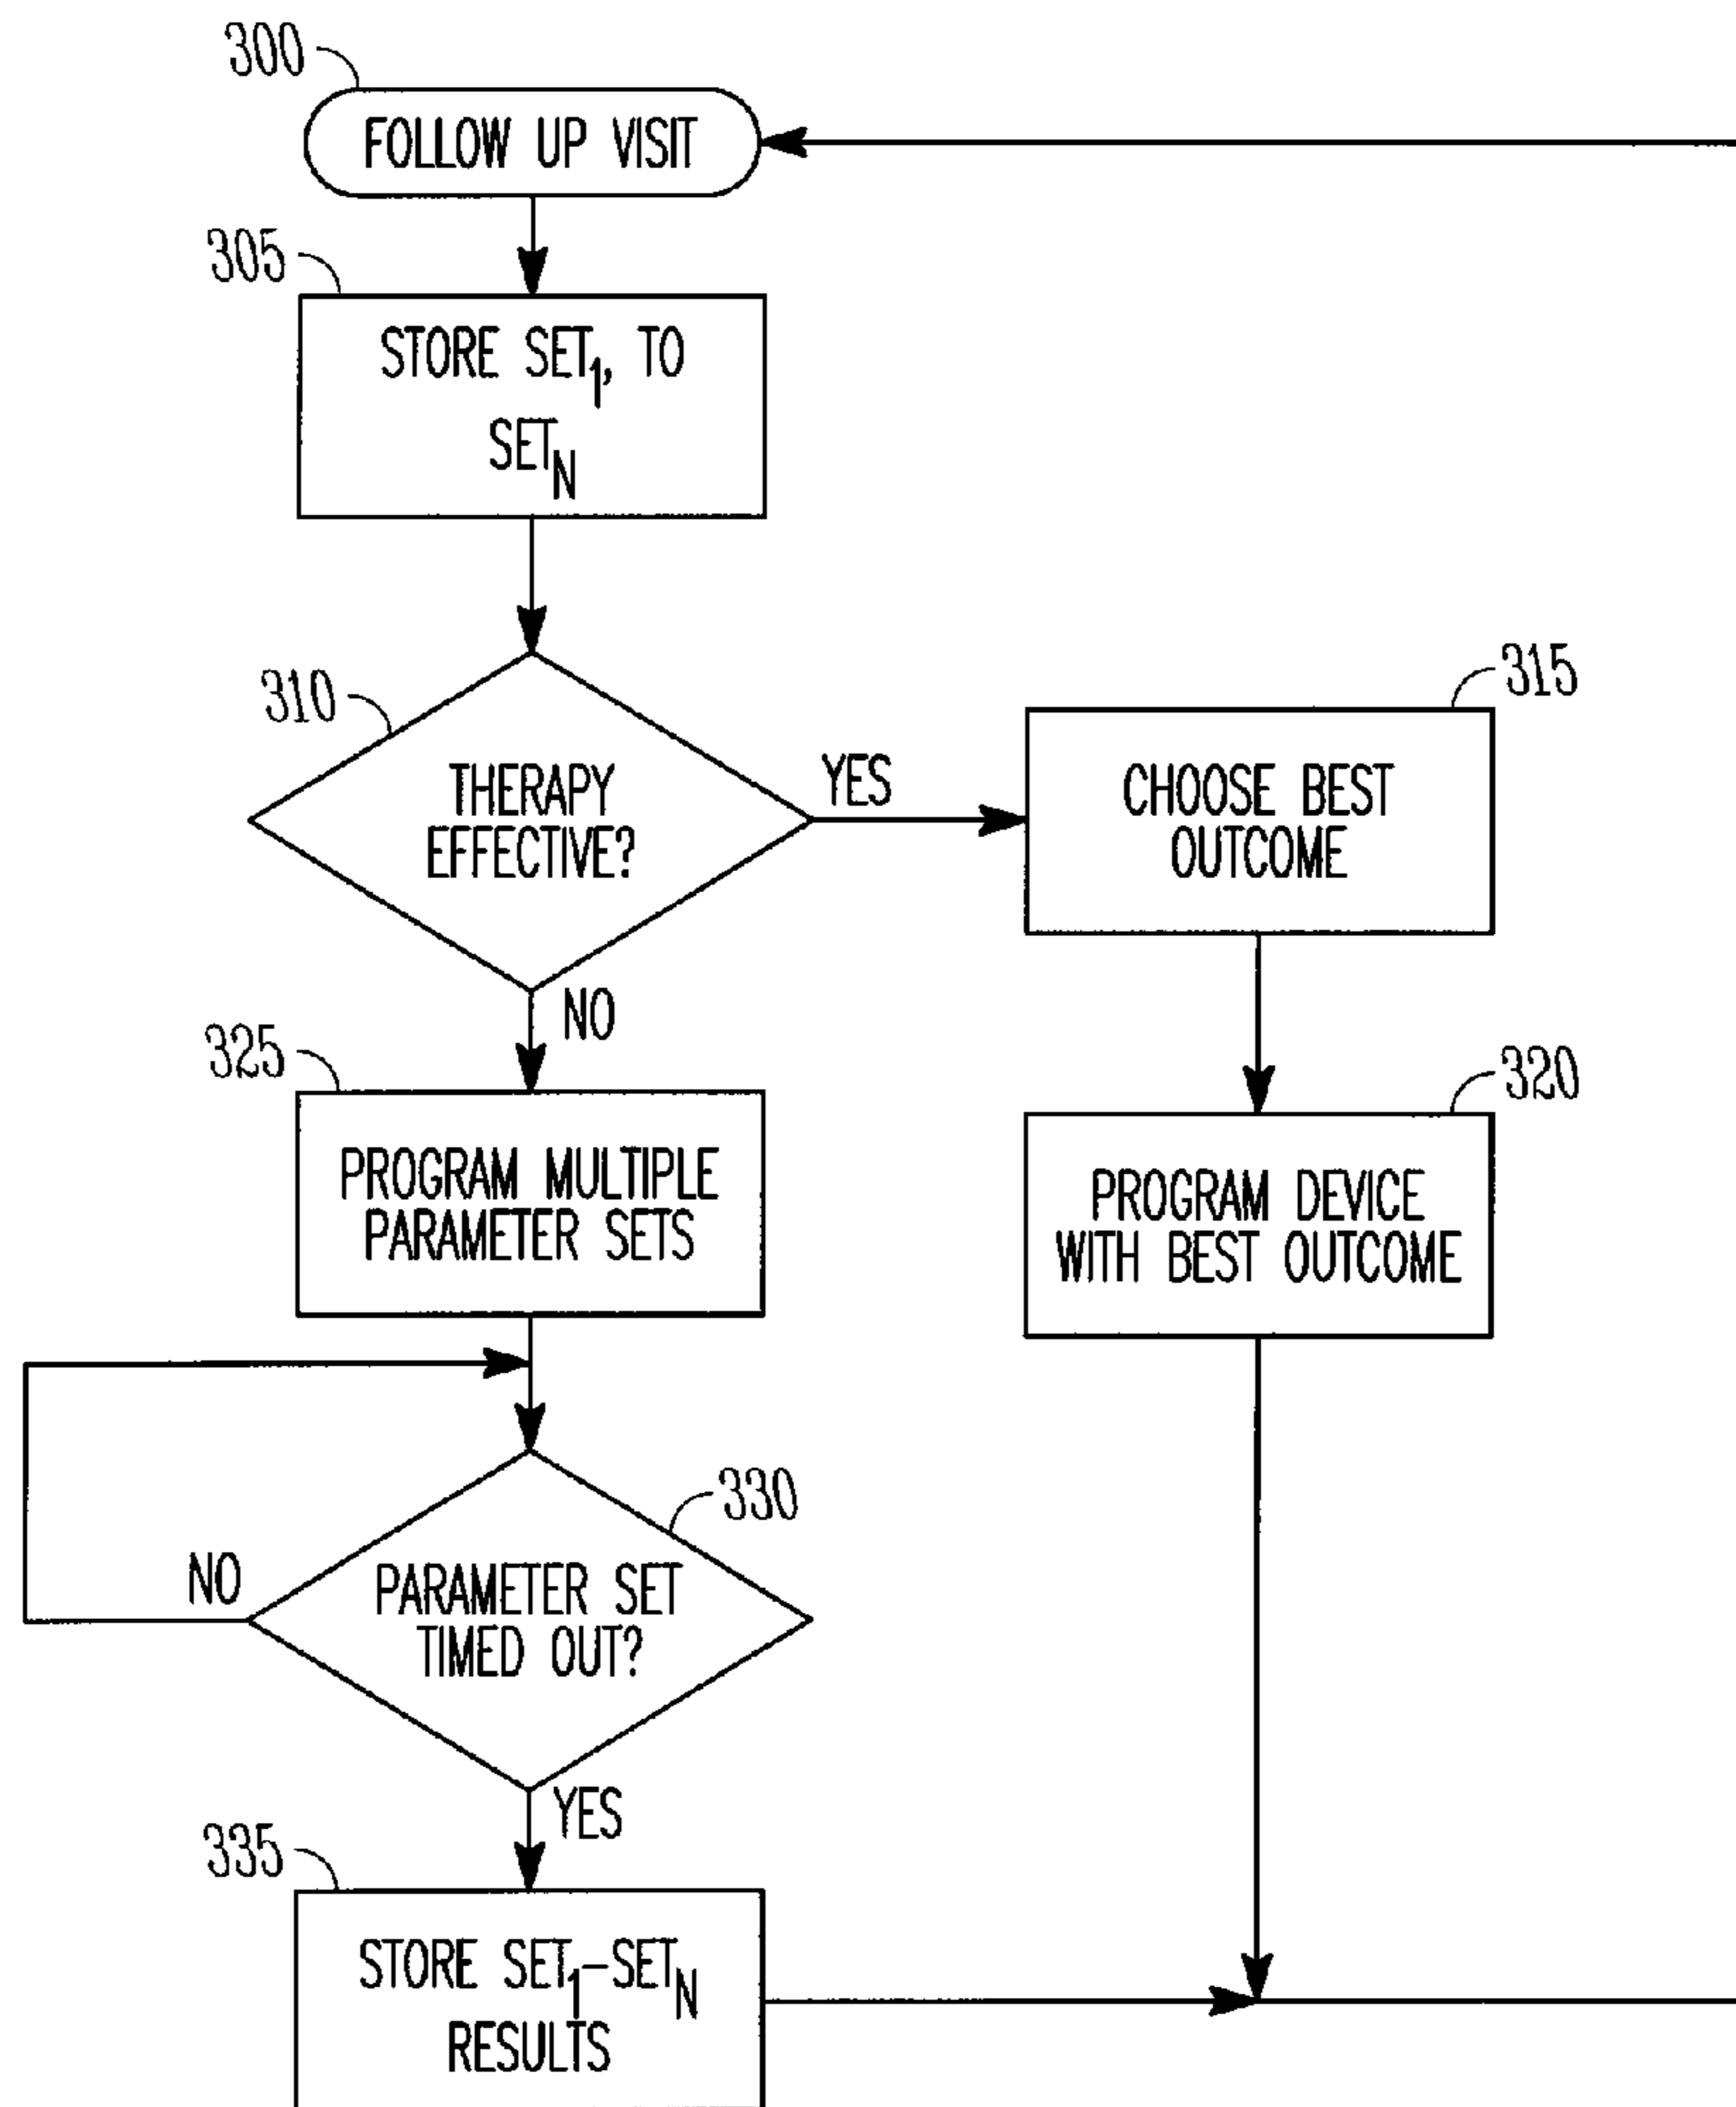 300
FOLLOW UP VISIT
305
STORE SET1, TO
SETN
310
THERAPY
EFFECTIVE?
YES
315
CHOOSE BEST
OUTCOME
NO
325
PROGRAM MULTIPLE
PARAMETER SETS
320
PROGRAM DEVICE
WITH BEST OUTCOME
330
NO
PARAMETER SET
TIMED OUT?
YES
335
STORE SET1-SETN
RESULTS